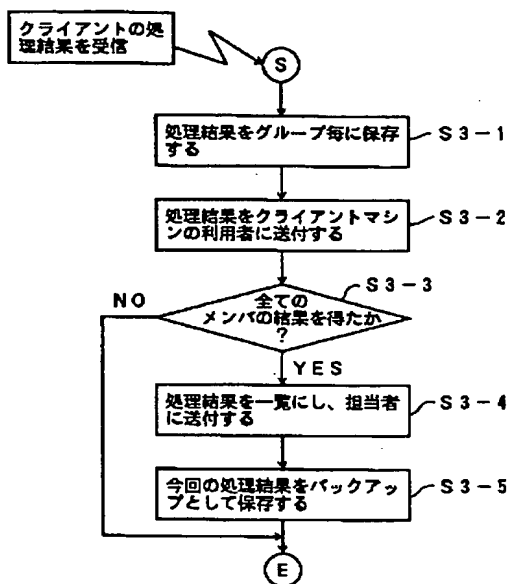 クライアントの処
理結果を受信
S
処理結果をグループ毎に保存
する
S3-1
処理結果をクライアントマシ
ンの利用者に送付する
S3-2
S3-3
全ての
メンバの結果を得たか
?
NO
YES
処理結果を一覧にし、担当者
に送付する
S3-4
今回の処理結果をバックアッ
プとして保存する
S3-5
E